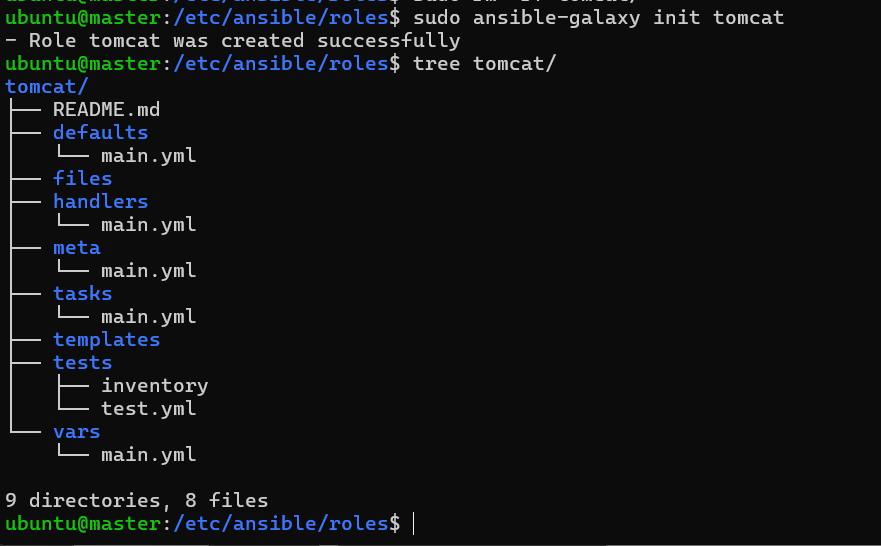 ubuntu@master:/etc/ansible/roles$ sudo ansible-galaxy init tomcat
- Role tomcat was created successfully
ubuntu@master:/etc/ansible/roles$ tree tomcat/
tomcat/
├── README.md
├── defaults
│   └── main.yml
├── files
├── handlers
│   └── main.yml
├── meta
│   └── main.yml
├── tasks
│   └── main.yml
├── templates
├── tests
│   ├── inventory
│   └── test.yml
└── vars
    └── main.yml
9 directories, 8 files
ubuntu@master:/etc/ansible/roles$